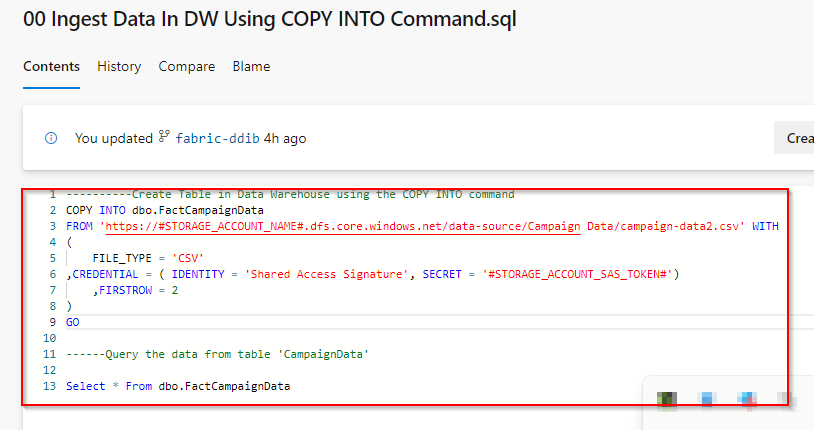 00 Ingest Data In DW Using COPY INTO Command.sql
Contents History Compare Blame
You updated fabric-ddib 4h ago
Crea
1 ----------Create Table in Data Warehouse using the COPY INTO command
2 COPY INTO dbo.FactCampaignData
3 FROM 'https://#STORAGE_ACCOUNT_NAME#.dfs.core.windows.net/data-source/Campaign Data/campaign-data2.csv' WITH
4 (
5 FILE_TYPE = 'CSV'
6 ,CREDENTIAL = ( IDENTITY = 'Shared Access Signature', SECRET = '#STORAGE_ACCOUNT_SAS_TOKEN#')
7 ,FIRSTROW = 2
8 )
9 GO
10
11 ------Query the data from table 'CampaignData'
12
13 Select * From dbo.FactCampaignData